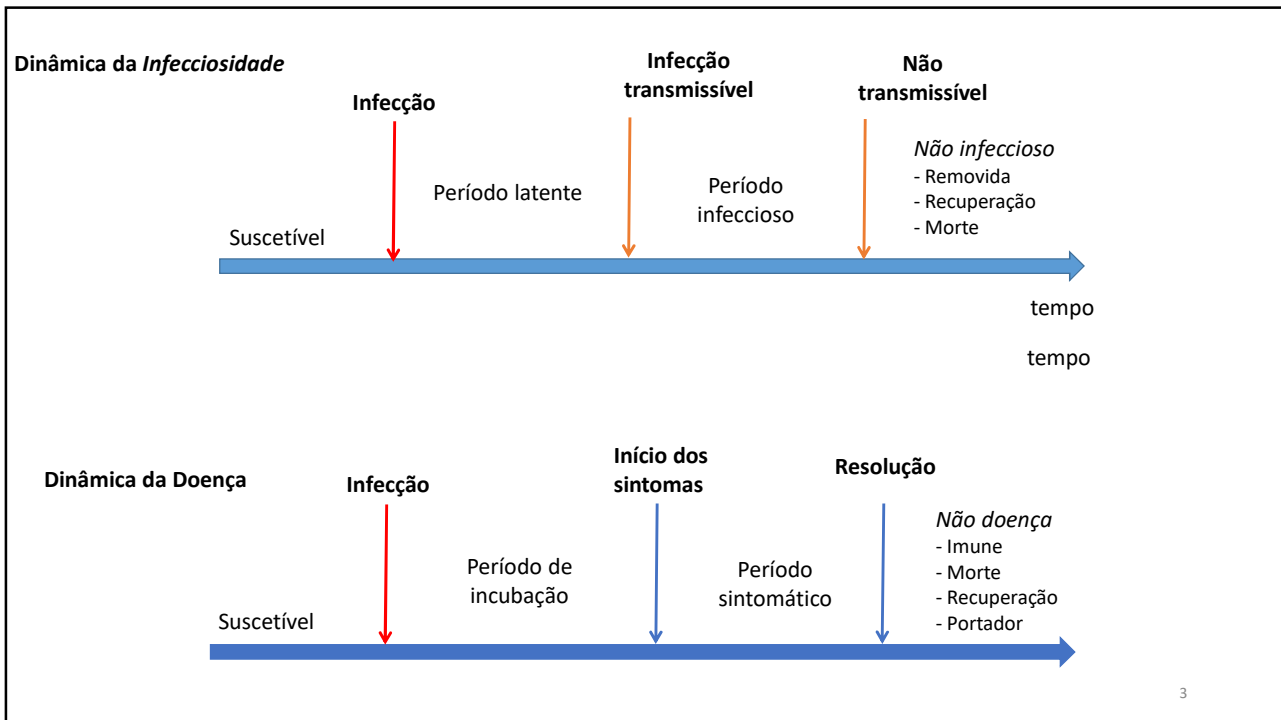 Dinâmica da Infecciosidade
Infecção
Infecção
transmissível
Não
transmissível
Suscetível
Período latente
Período
infeccioso
Não infeccioso
- Removida
- Recuperação
- Morte
tempo
tempo
Dinâmica da Doença
Infecção
Início dos
sintomas
Resolução
Suscetível
Período de
incubação
Período
sintomático
Não doença
- Imune
- Morte
- Recuperação
- Portador
3